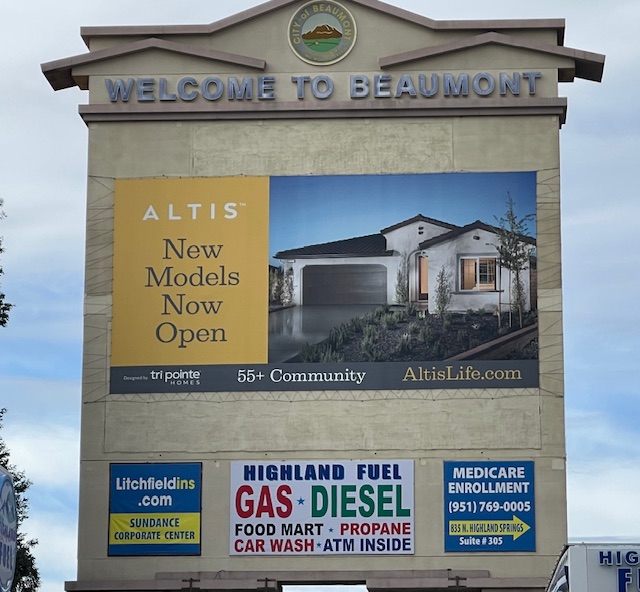 CITY of BEAUMONT
WELCOME TO BEAUMONT
ALTIS™
New
Models
Now
Open
Designed by tri pointe
HOMES
55+ Community
AltisLife.com
Litchfieldins
.com
SUNDANCE
CORPORATE CENTER
HIGHLAND FUEL
GAS * DIESEL
FOOD MART * PROPANE
CAR WASH * ATM INSIDE
MEDICARE
ENROLLMENT
(951) 769-0005
835 N. HIGHLAND SPRINGS
Suite # 305
HIG